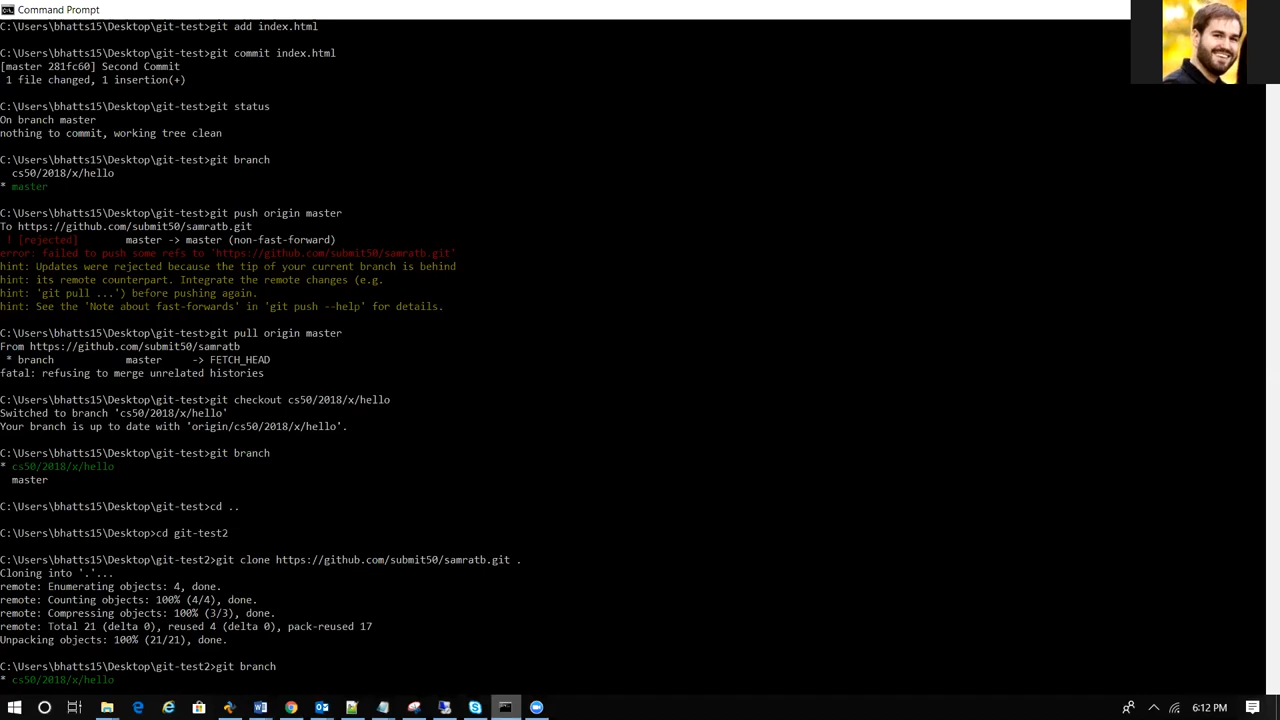 Command Prompt
C:\Users\bhatts15\Desktop\git-test>git add index.html
C:\Users\bhatts15\Desktop\git-test>git commit index.html
[master 281fc60] Second Commit
1 file changed, 1 insertion(+)
C:\Users\bhatts15\Desktop\git-test>git status
On branch master
nothing to commit, working tree clean
C:\Users\bhatts15\Desktop\git-test>git branch
cs50/2018/x/hello
* master
C:\Users\bhatts15\Desktop\git-test>git push origin master
To https://github.com/submit50/samratb.git
! [rejected] master -> master (non-fast-forward)
error: failed to push some refs to 'https://github.com/submit50/samratb.git'
hint: Updates were rejected because the tip of your current branch is behind
hint: its remote counterpart. Integrate the remote changes (e.g.
hint: 'git pull ...') before pushing again.
hint: See the 'Note about fast-forwards' in 'git push --help' for details.
C:\Users\bhatts15\Desktop\git-test>git pull origin master
From https://github.com/submit50/samratb
* branch master -> FETCH_HEAD
fatal: refusing to merge unrelated histories
C:\Users\bhatts15\Desktop\git-test>git checkout cs50/2018/x/hello
Switched to branch 'cs50/2018/x/hello'
Your branch is up to date with 'origin/cs50/2018/x/hello'.
C:\Users\bhatts15\Desktop\git-test>git branch
* cs50/2018/x/hello
master
C:\Users\bhatts15\Desktop\git-test>cd ..
C:\Users\bhatts15\Desktop>cd git-test2
C:\Users\bhatts15\Desktop\git-test2>git clone https://github.com/submit50/samratb.git .
Cloning into '.'...
remote: Enumerating objects: 4, done.
remote: Counting objects: 100% (4/4), done.
remote: Compressing objects: 100% (3/3), done.
remote: Total 21 (delta 0), reused 4 (delta 0), pack-reused 17
Unpacking objects: 100% (21/21), done.
C:\Users\bhatts15\Desktop\git-test2>git branch
* cs50/2018/x/hello
6:12 PM